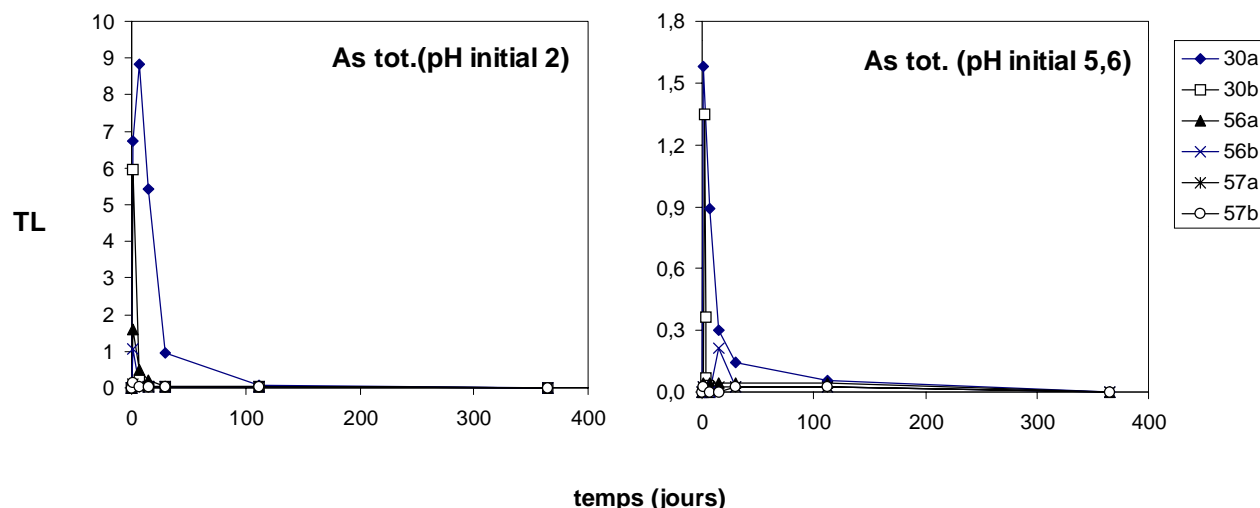 As tot.(pH initial 2)
10
9
8
7
6
5
4
3
2
1
0
0 100 200 300 400
TL
As tot. (pH initial 5,6)
1,8
1,5
1,2
0,9
0,6
0,3
0,0
0 100 200 300 400
temps (jours)
30a
30b
56a
56b
57a
57b